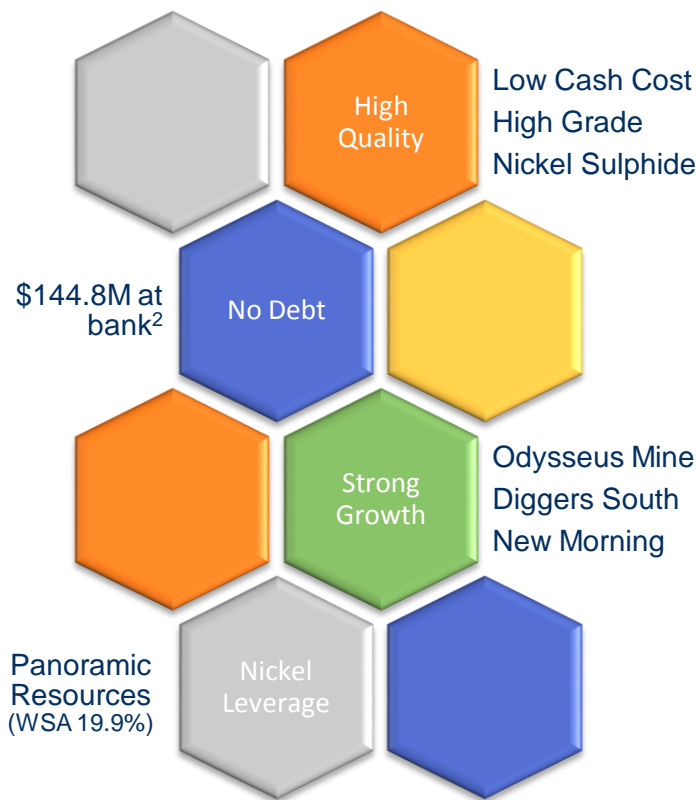 High
Quality
Low Cash Cost
High Grade
Nickel Sulphide
$144.8M at
bank²
No Debt
Strong
Growth
Odysseus Mine
Diggers South
New Morning
Panoramic
Resources
(WSA 19.9%)
Nickel
Leverage